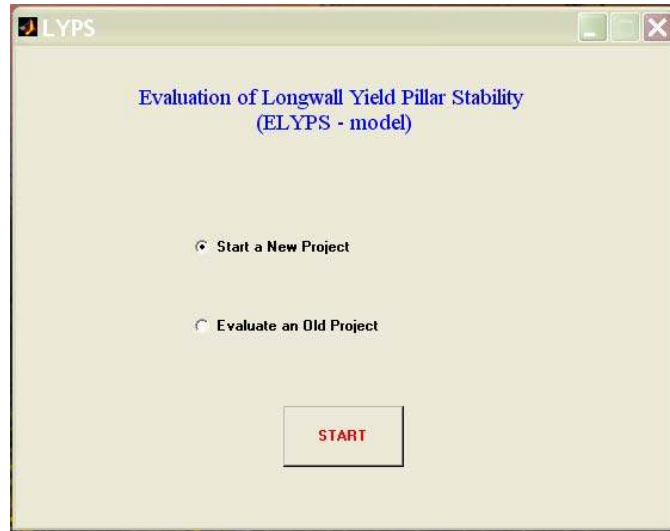 LYPS
Evaluation of Longwall Yield Pillar Stability
(ELYPS - model)
Start a New Project
Evaluate an Old Project
START